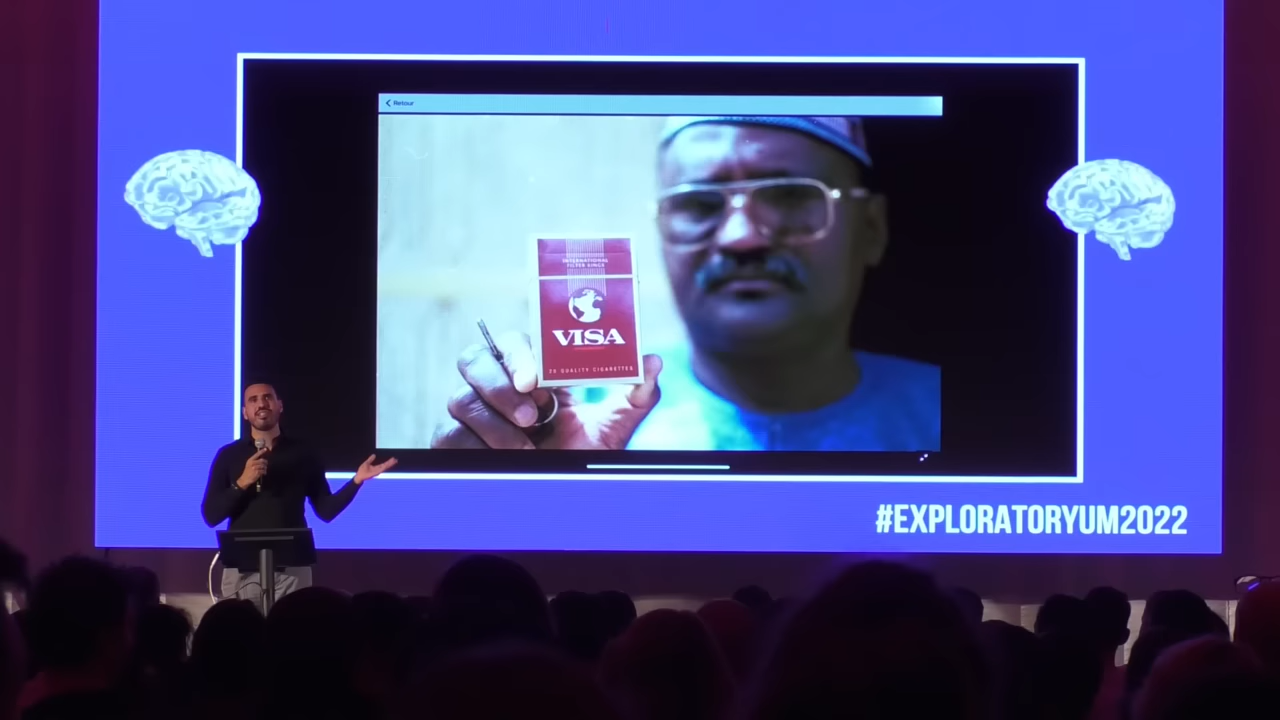 Retour
INTERNATIONAL
FILTER KINGS
VISA
20 QUALITY CIGARETTES
#EXPLORATORYUM2022